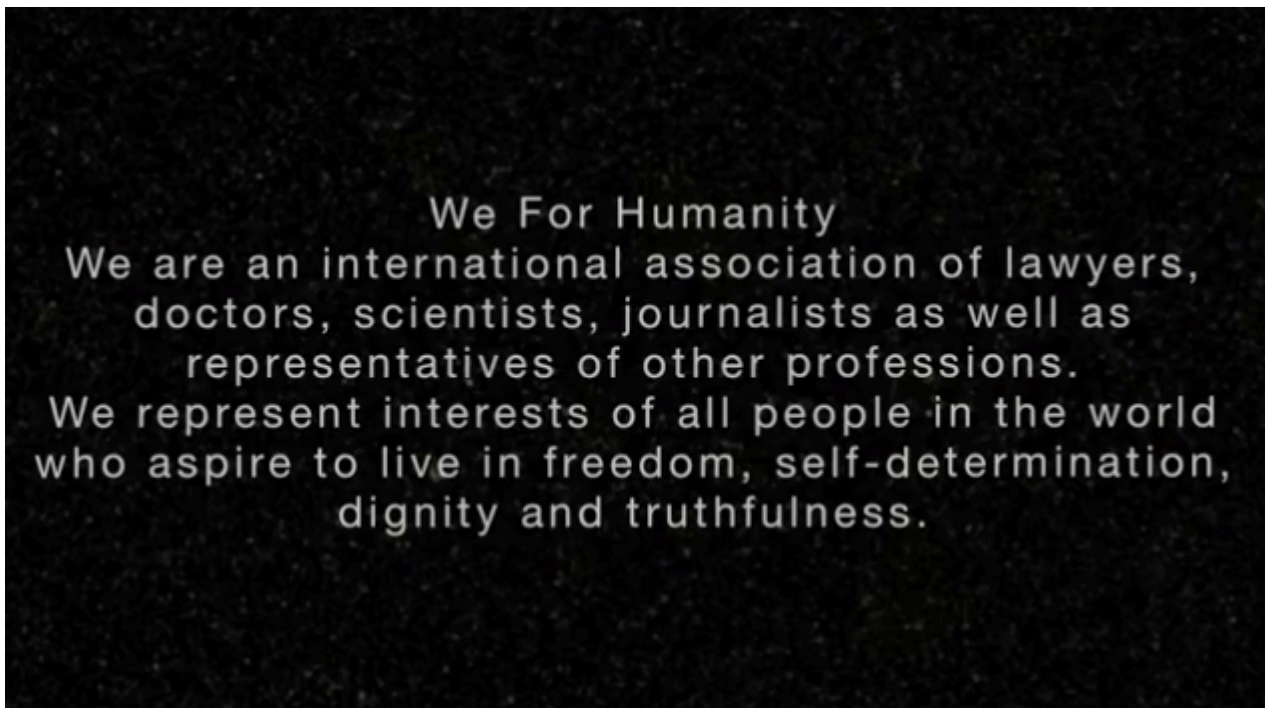 We For Humanity
We are an international association of lawyers,
doctors, scientists, journalists as well as
representatives of other professions.
We represent interests of all people in the world
who aspire to live in freedom, self-determination,
dignity and truthfulness.